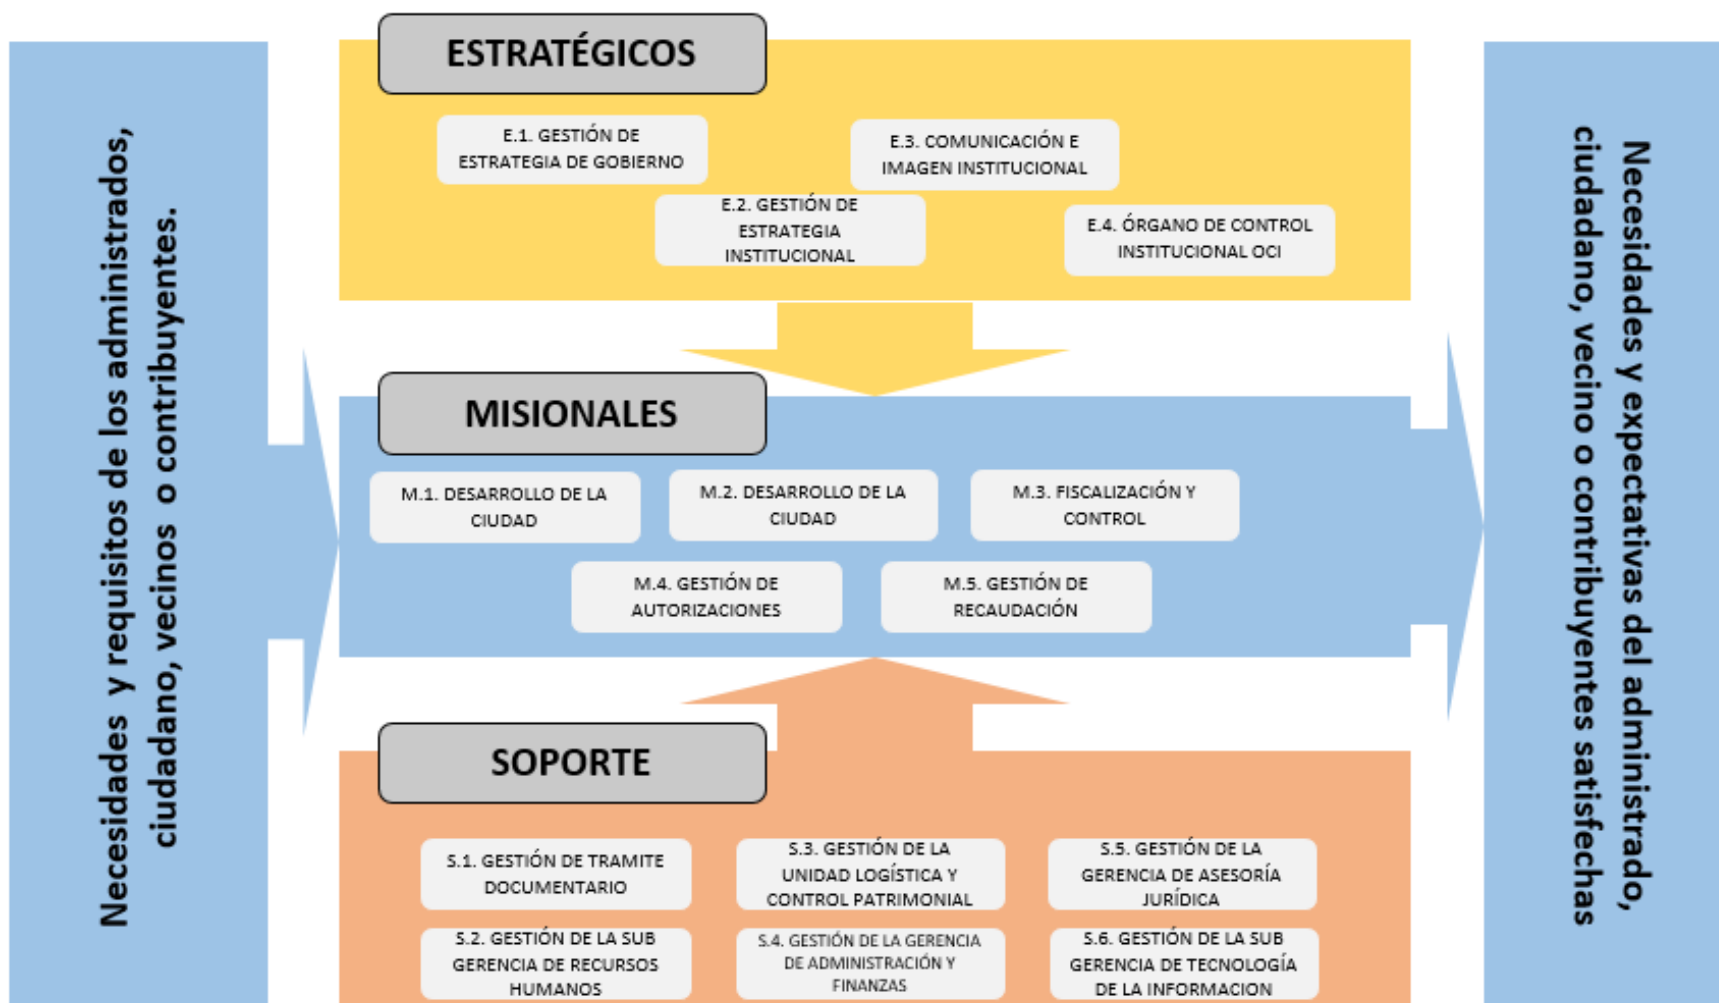 Necesidades y requisitos de los administrados,
ciudadano, vecinos o contribuyentes.
ESTRATÉGICOS
E.1. GESTIÓN DE
ESTRATEGIA DE GOBIERNO
E.2. GESTIÓN DE
ESTRATEGIA
INSTITUCIONAL
E.3. COMUNICACIÓN E
IMAGEN INSTITUCIONAL
E.4. ÓRGANO DE CONTROL
INSTITUCIONAL OCI
MISIONALES
M.1. DESARROLLO DE LA
CIUDAD
M.2. DESARROLLO DE LA
CIUDAD
M.3. FISCALIZACIÓN Y
CONTROL
M.4. GESTIÓN DE
AUTORIZACIONES
M.5. GESTIÓN DE
RECAUDACIÓN
SOPORTE
S.1. GESTIÓN DE TRAMITE
DOCUMENTARIO
S.2. GESTIÓN DE LA SUB
GERENCIA DE RECURSOS
HUMANOS
S.3. GESTIÓN DE LA
UNIDAD LOGÍSTICA Y
CONTROL PATRIMONIAL
S.4. GESTIÓN DE LA GERENCIA
DE ADMINISTRACIÓN Y
FINANZAS
S.5. GESTIÓN DE LA
GERENCIA DE ASESORÍA
JURÍDICA
S.6. GESTIÓN DE LA SUB
GERENCIA DE TECNOLOGÍA
DE LA INFORMACION
Necesidades y expectativas del administrado,
ciudadano, vecino o contribuyentes satisfechas